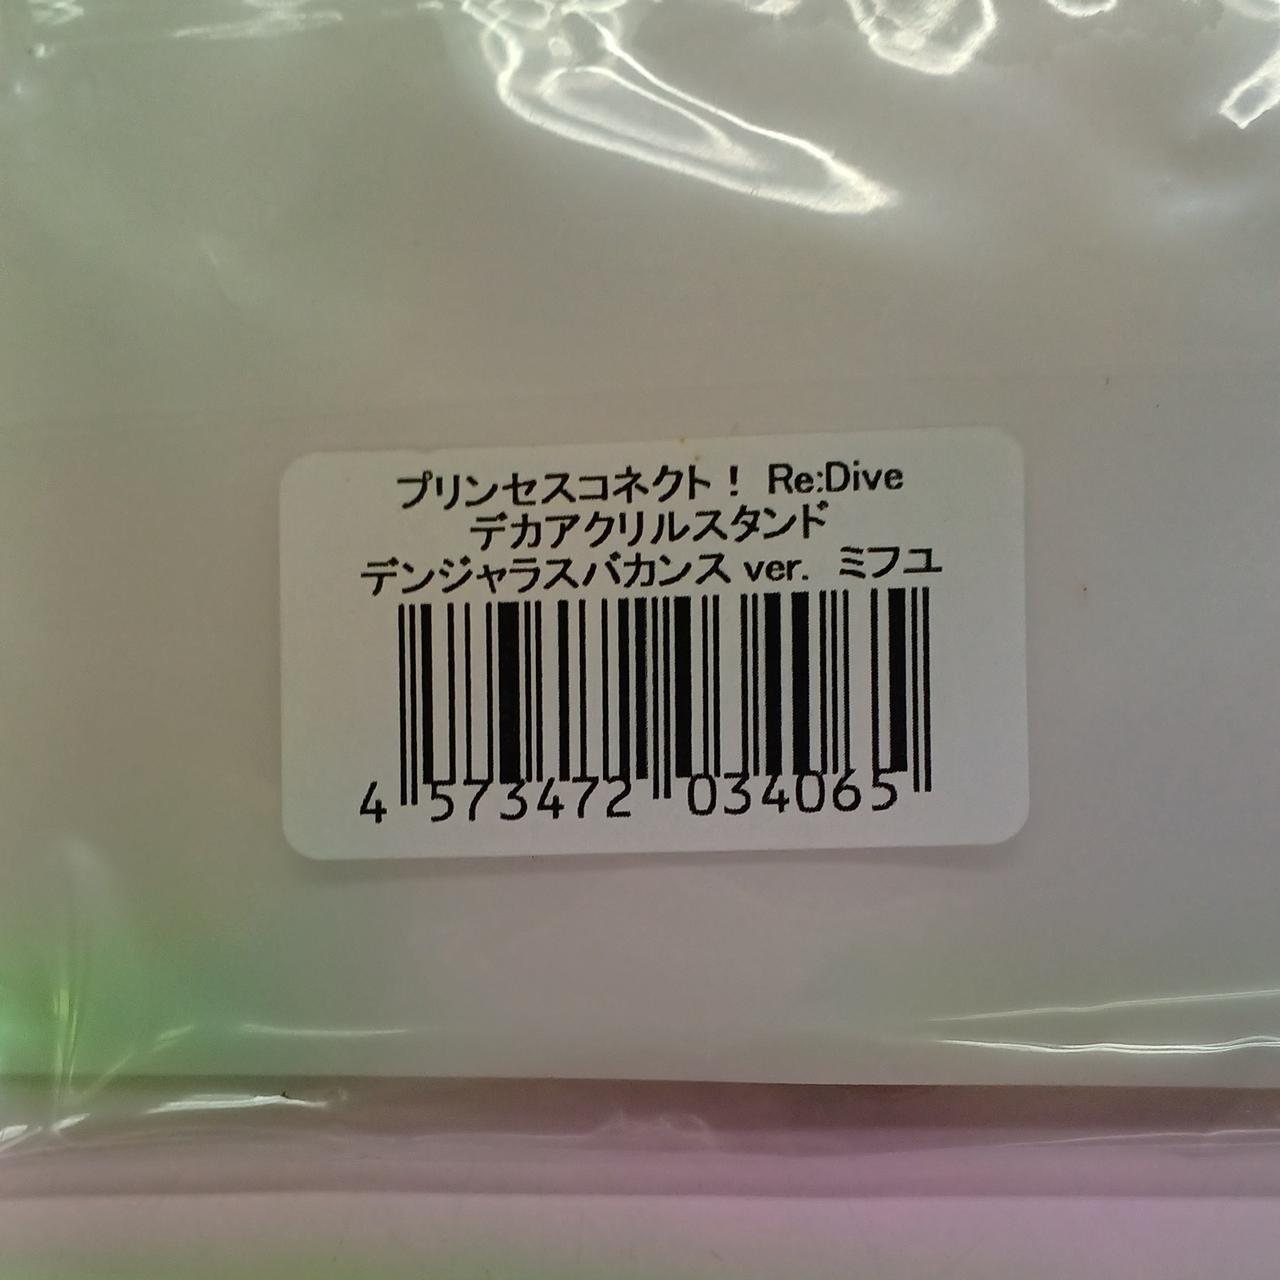 プリンセスコネクト！ Re:Dive
デカアクリルスタンド
デンジャラスバカンス ver. ミフユ
4 573472 034065